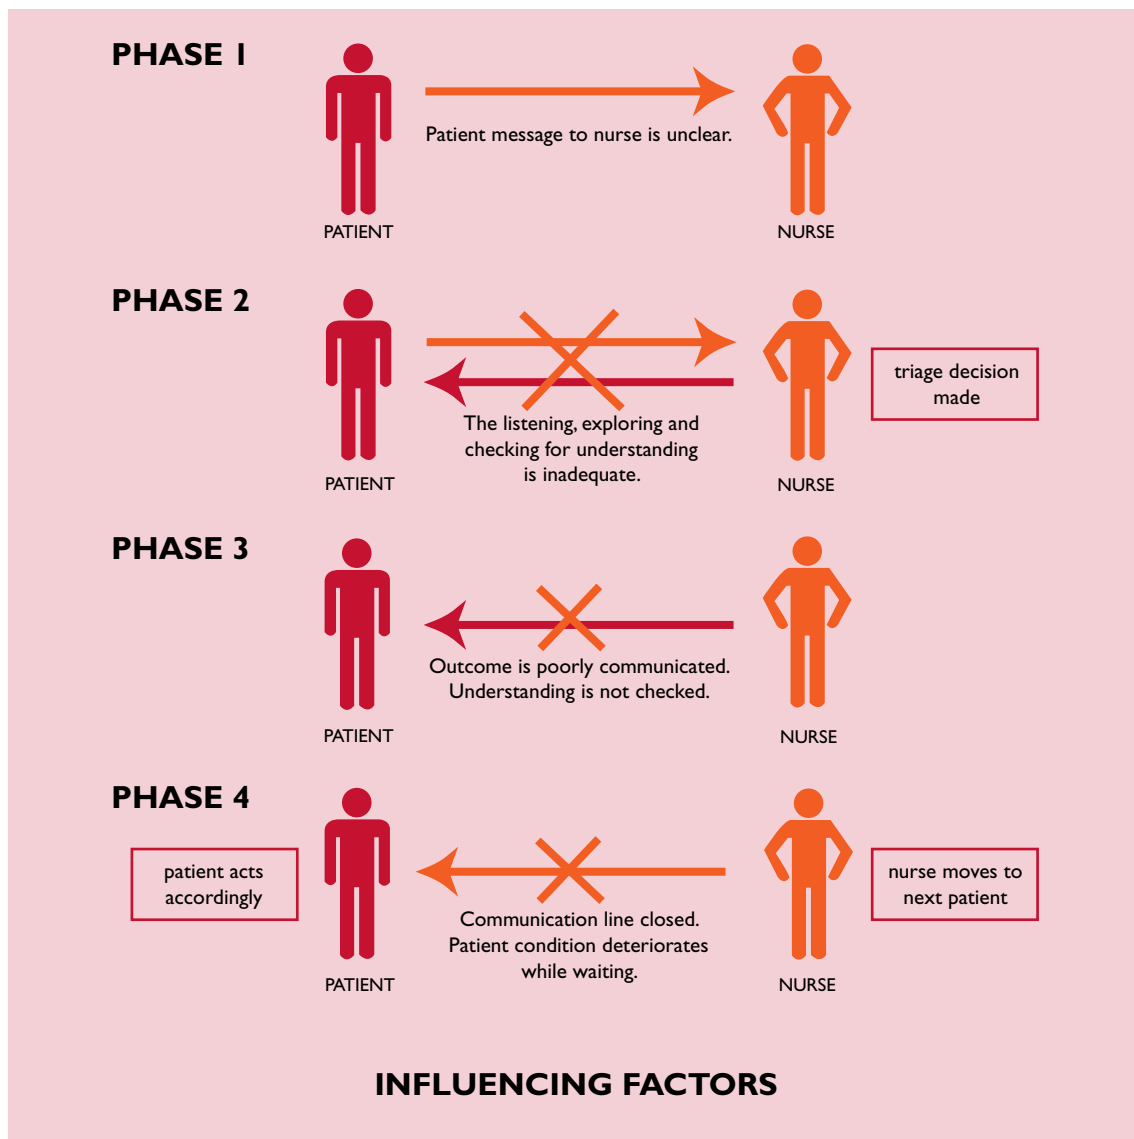 PHASE 1
Patient message to nurse is unclear.
PATIENT
NURSE
PHASE 2
triage decision
made
The listening, exploring and
checking for understanding
is inadequate.
PATIENT
NURSE
PHASE 3
Outcome is poorly communicated.
Understanding is not checked.
PATIENT
NURSE
PHASE 4
patient acts
accordingly
nurse moves to
next patient
Communication line closed.
Patient condition deteriorates
while waiting.
PATIENT
NURSE
INFLUENCING FACTORS